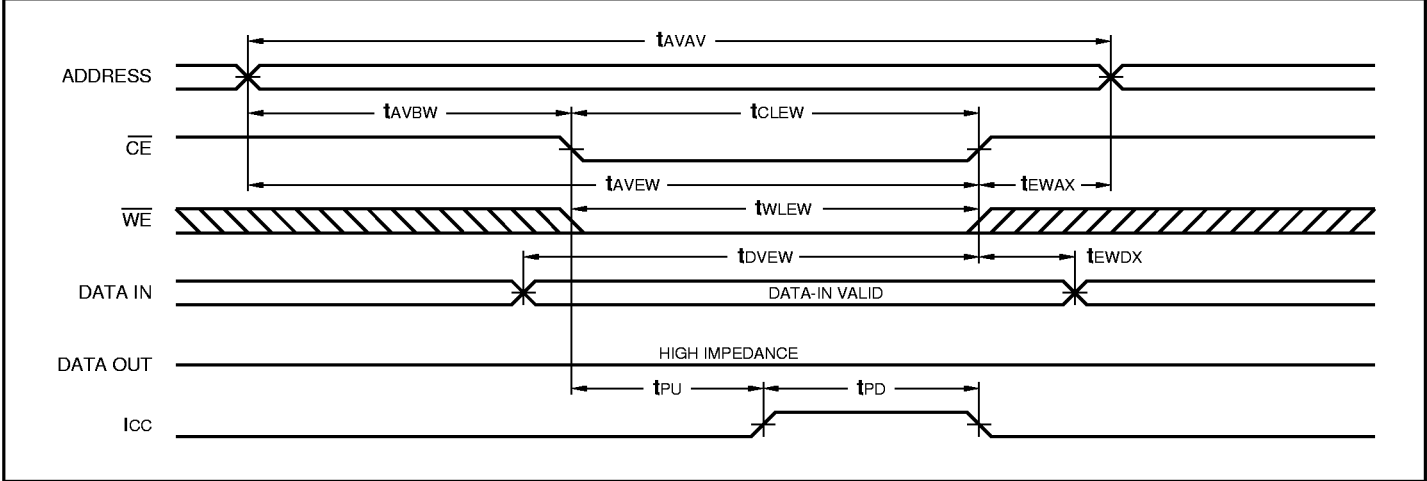 tAVAV
ADDRESS
tAVBW
tCLEW
CE
tAVEW
tEWAX
WE
tWLEW
tDVEW
tEWDX
DATA IN
DATA-IN VALID
DATA OUT
HIGH IMPEDANCE
tPU
tPD
ICC